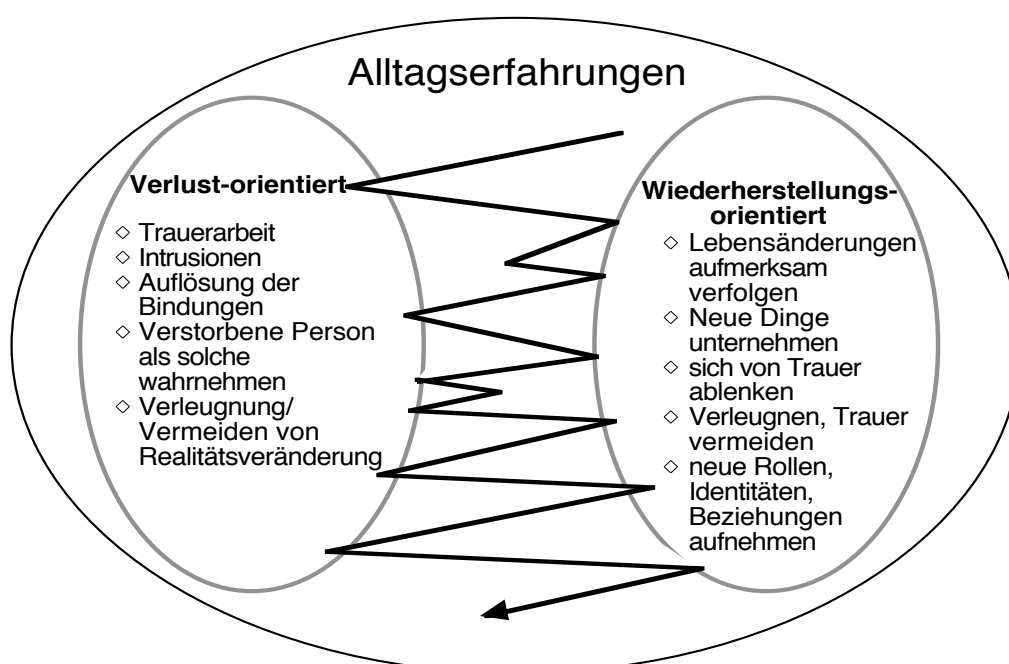 Alltagserfahrungen
Verlust-orientiert
◇ Trauerarbeit
◇ Intrusionen
◇ Auflösung der
Bindungen
◇ Verstorbene Person
als solche
wahrnehmen
◇ Verleugnung/
Vermeiden von
Realitätsveränderung
Wiederherstellungs-
orientiert
◇ Lebensänderungen
aufmerksam
verfolgen
◇ Neue Dinge
unternehmen
◇ sich von Trauer
ablenken
◇ Verleugnen, Trauer
vermeiden
◇ neue Rollen,
Identitäten,
Beziehungen
aufnehmen